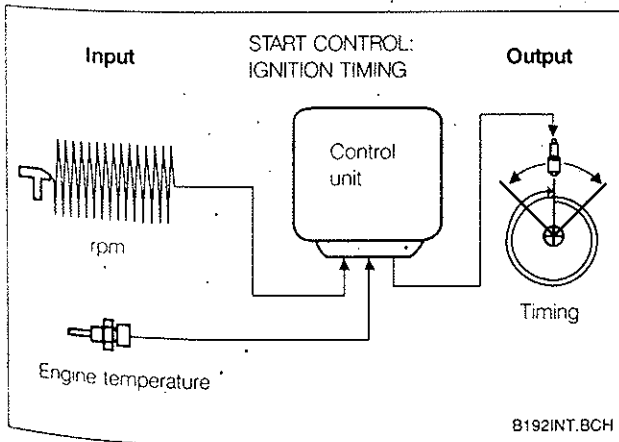 Input
START CONTROL:
IGNITION TIMING
Output
Control
unit
rpm
Timing
Engine temperature
B192INT.BCH